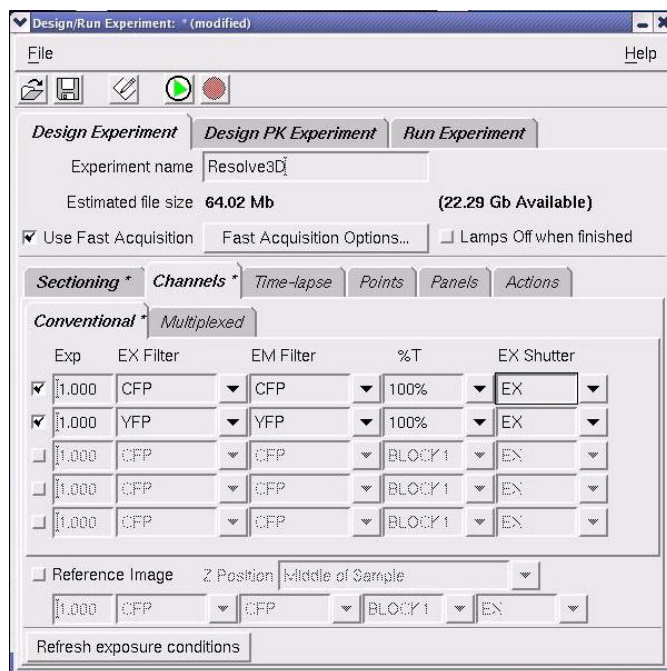 Design/Run Experiment: * (modified)
File Help
Design Experiment Design PK Experiment Run Experiment
Experiment name Resolve3D
Estimated file size 64.02 Mb (22.29 Gb Available)
Use Fast Acquisition Fast Acquisition Options... Lamps Off when finished
Sectioning * Channels * Time-lapse Points Panels Actions
Conventional * Multiplexed
Exp EX Filter EM Filter %T EX Shutter
1.000 CFP CFP 100% EX
1.000 YFP YFP 100% EX
1.000 CFP CFP BLOCK1 EX
1.000 CFP CFP BLOCK1 EX
1.000 CFP CFP BLOCK1 EX
Reference Image Z Position Middle of Sample
1.000 CFP CFP BLOCK1 EX
Refresh exposure conditions